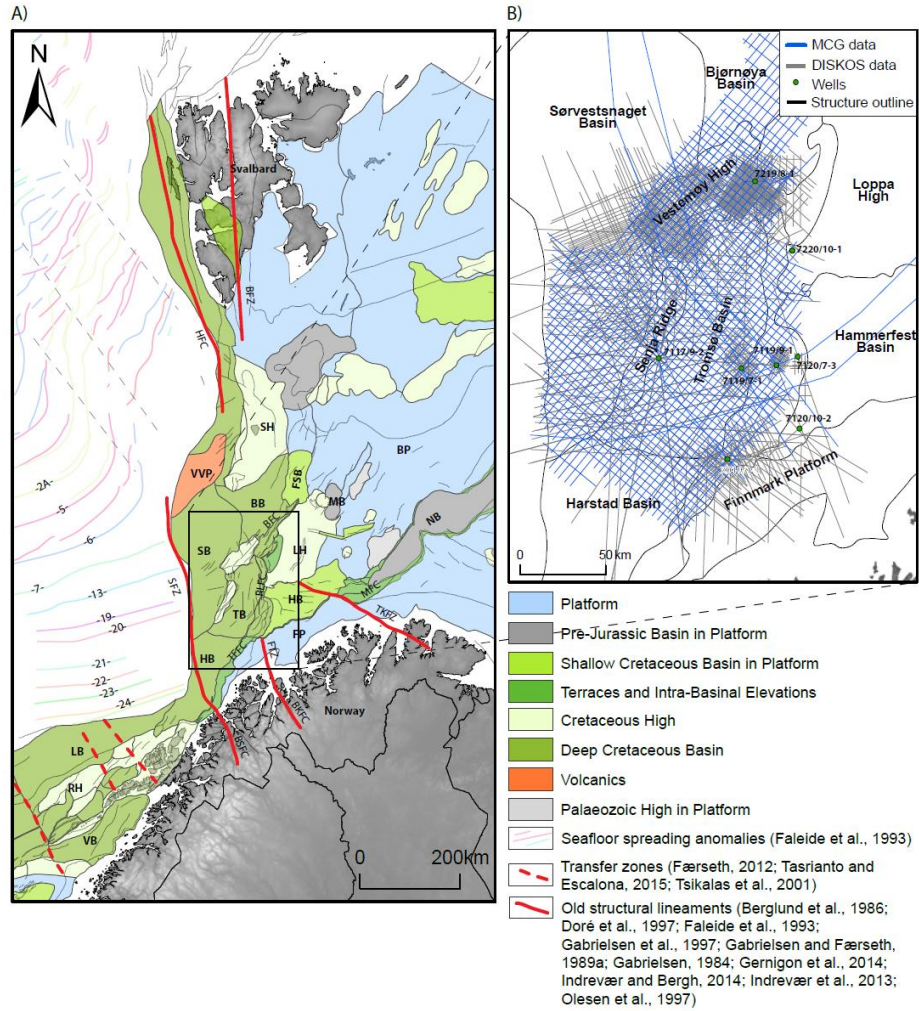 A)
N
Svalbard
BFZ
HFC
SH
VVP
BB
FSB
BP
MB
NB
BFC
SB
LH
RLFC
SFZ
TB
HB
MFC
TKFZ
TFFC
FP
HB
FTZ
BKFC
Norway
BSFC
LB
RH
VB
-2A-
-5-
-6-
-7-
-13-
-19-
-20-
-21-
-22-
-23-
-24-
0 200km
B)
MCG data
DISKOS data
Wells
Structure outline
Bjørnøya
Basin
Sørvestsnaget
Basin
Loppa
High
Vestemøy High
7219/8-1
7220/10-1
Senja Ridge
Tromsø Basin
Hammerfest
Basin
7117/9-2
7119/9-1
7120/7-3
7119/7-1
7120/10-2
Harstad Basin
Finnmark Platform
0 50 km
Platform
Pre-Jurassic Basin in Platform
Shallow Cretaceous Basin in Platform
Terraces and Intra-Basinal Elevations
Cretaceous High
Deep Cretaceous Basin
Volcanics
Palaeozoic High in Platform
Seafloor spreading anomalies (Faleide et al., 1993)
Transfer zones (Færseth, 2012; Tasrianto and
Escalona, 2015; Tsikalas et al., 2001)
Old structural lineaments (Berglund et al., 1986;
Doré et al., 1997; Faleide et al., 1993;
Gabrielsen et al., 1997; Gabrielsen and Færseth,
1989a; Gabrielsen, 1984; Gernigon et al., 2014;
Indrevær and Bergh, 2014; Indrevær et al., 2013;
Olesen et al., 1997)